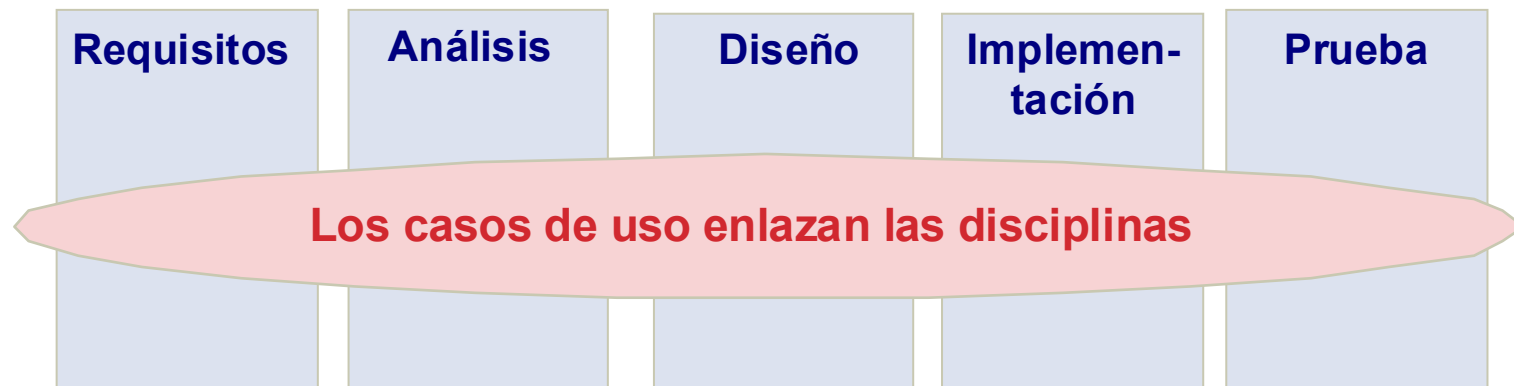 Requisitos
Análisis
Diseño
Implemen-
tación
Prueba
Los casos de uso enlazan las disciplinas